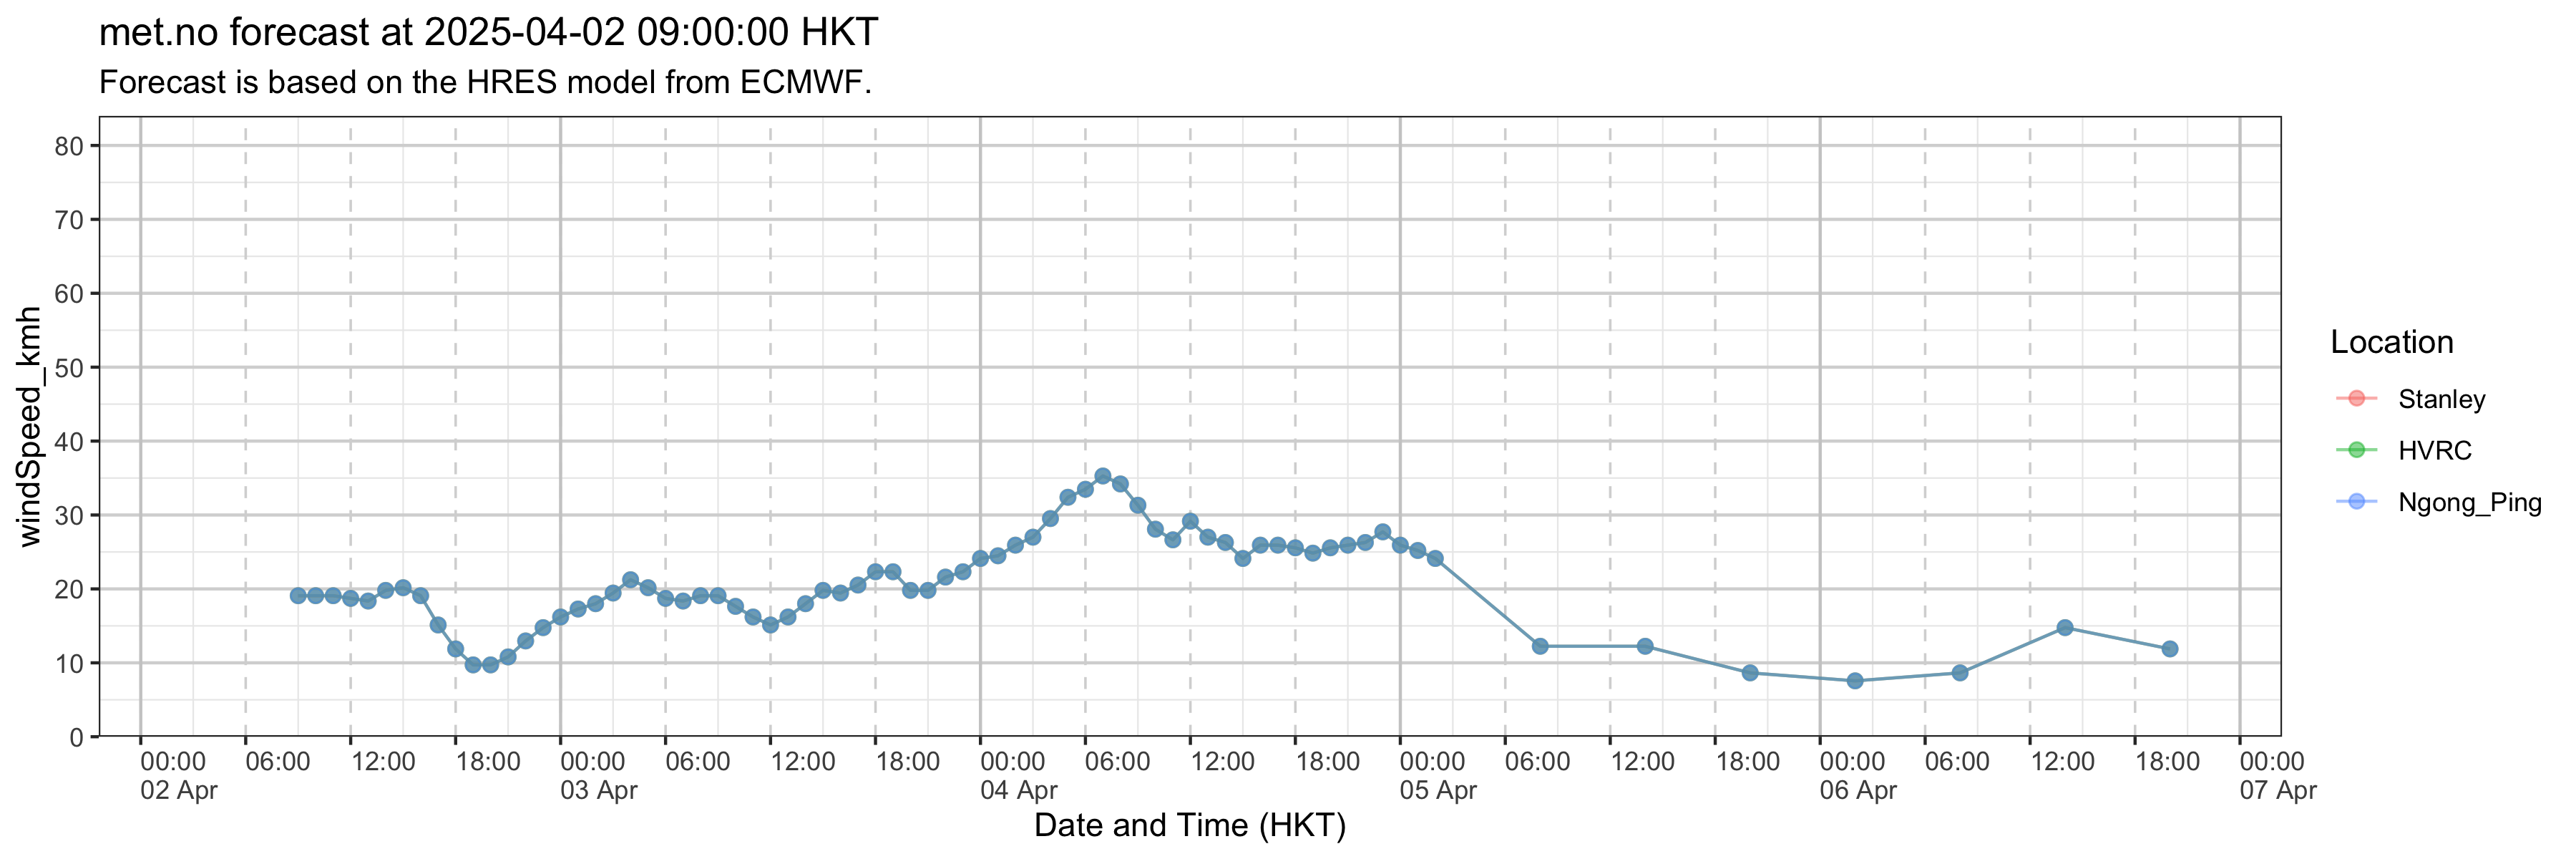 met.no forecast at 2025-04-02 09:00:00 HKT
Forecast is based on the HRES model from ECMWF.
windSpeed_kmh
80
70
60
50
40
30
20
10
0
00:00 06:00 12:00 18:00 00:00 06:00 12:00 18:00 00:00 06:00 12:00 18:00 00:00 06:00 12:00 18:00 00:00 06:00 12:00 18:00 00:00
02 Apr 03 Apr 04 Apr 05 Apr 06 Apr 07 Apr
Date and Time (HKT)
Location
Stanley
HVRC
Ngong_Ping